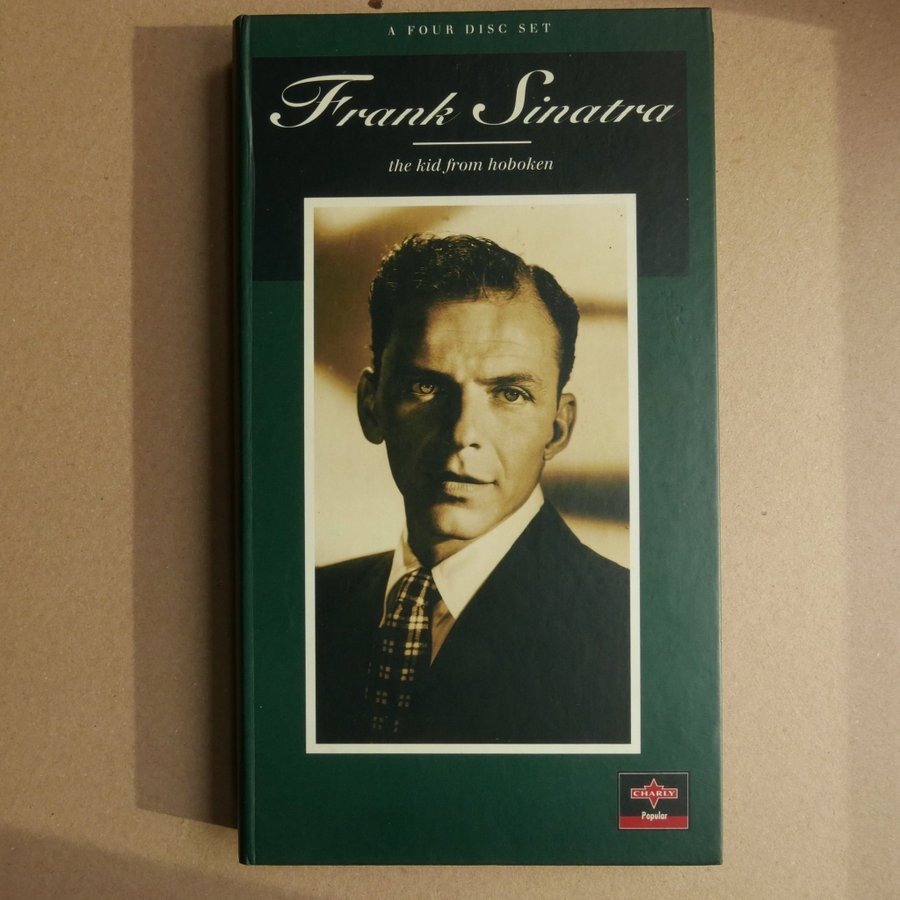 A FOUR DISC SET
Frank Sinatra
the kid from hoboken
CHARLY
Popular